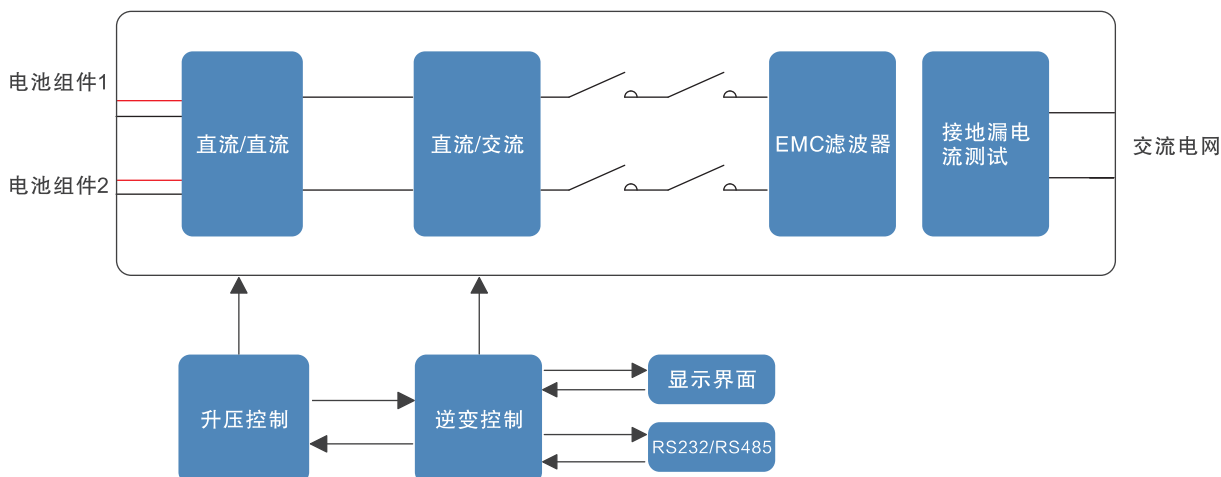 电池组件1
电池组件2
直流/直流
直流/交流
EMC滤波器
接地漏电
流测试
交流电网
升压控制
逆变控制
显示界面
RS232/RS485